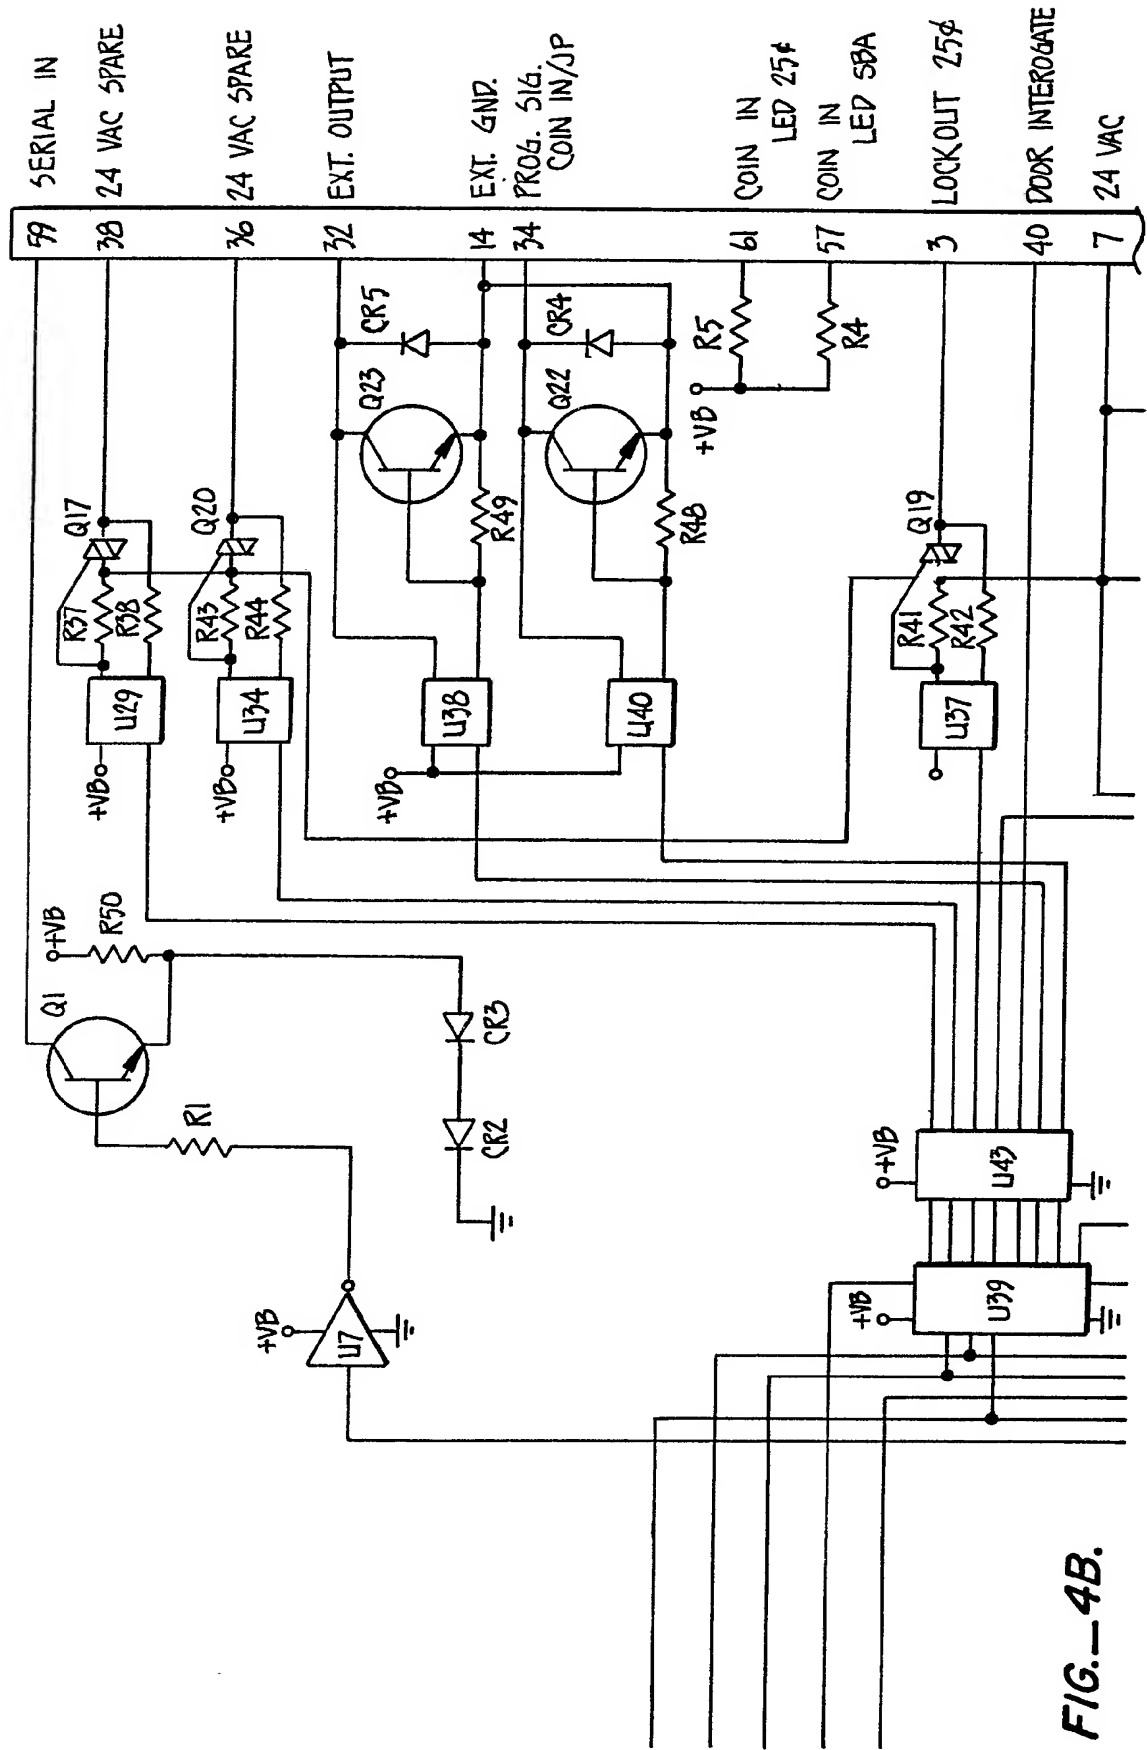 59 SERIAL IN
38 24 VAC SPARE
36 24 VAC SPARE
32 EXT. OUTPUT
14 EXT. GND.
34 PROG. SIG.
COIN IN/JP
61 COIN IN
LED 25¢
57 COIN IN
LED SBA
3 LOCKOUT 25¢
40 DOOR INTEROGATE
7 24 VAC
Q17
R37
R38
U29
+VB
Q20
R43
R44
U34
+VB
CR5
Q23
R49
U38
+VB
CR4
Q22
R48
U40
R5
R4
+VB
Q19
R41
R42
U37
Q1
+VB
R50
R1
CR3
CR2
+VB
U7
+VB
U43
+VB
U39
FIG.—4B.